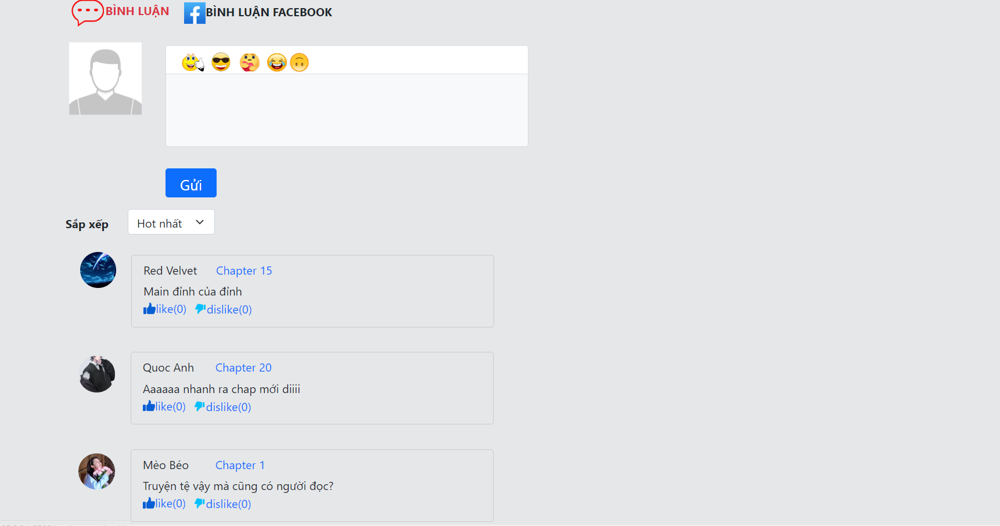 BÌNH LUẬN BÌNH LUẬN FACEBOOK
Gửi
Sắp xếp Hot nhất
Red Velvet Chapter 15
Main đỉnh của đỉnh
like(0) dislike(0)
Quoc Anh Chapter 20
Aaaaaa nhanh ra chap mới diiii
like(0) dislike(0)
Mèo Béo Chapter 1
Truyện tệ vậy mà cũng có người đọc?
like(0) dislike(0)